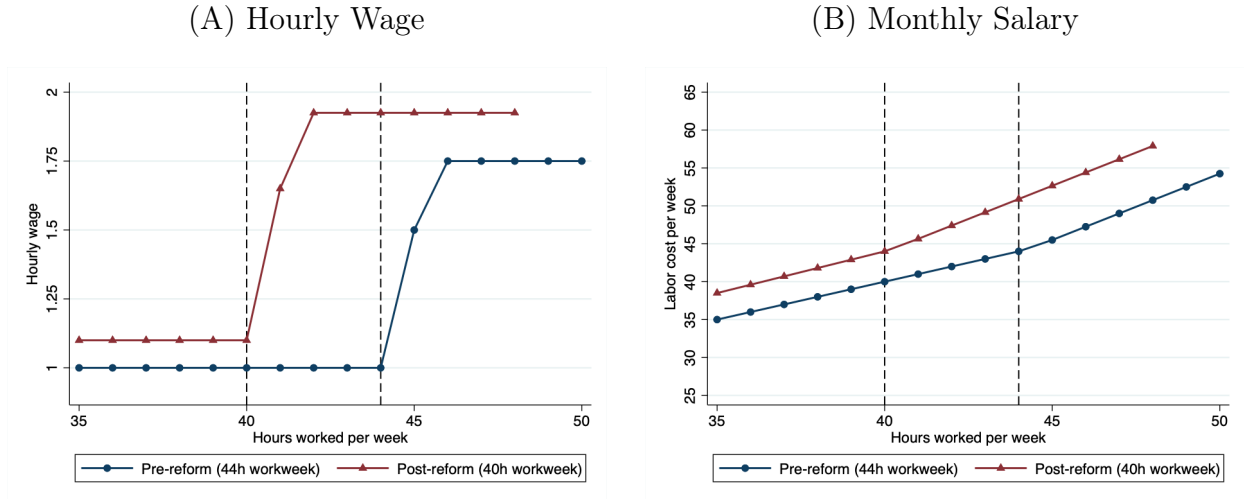 (A) Hourly Wage
Hourly wage
2
1.75
1.5
1.25
1
35
40
45
50
Hours worked per week
Pre-reform (44h workweek)
Post-reform (40h workweek)
(B) Monthly Salary
Labor cost per week
65
60
55
50
45
40
35
30
25
35
40
45
50
Hours worked per week
Pre-reform (44h workweek)
Post-reform (40h workweek)